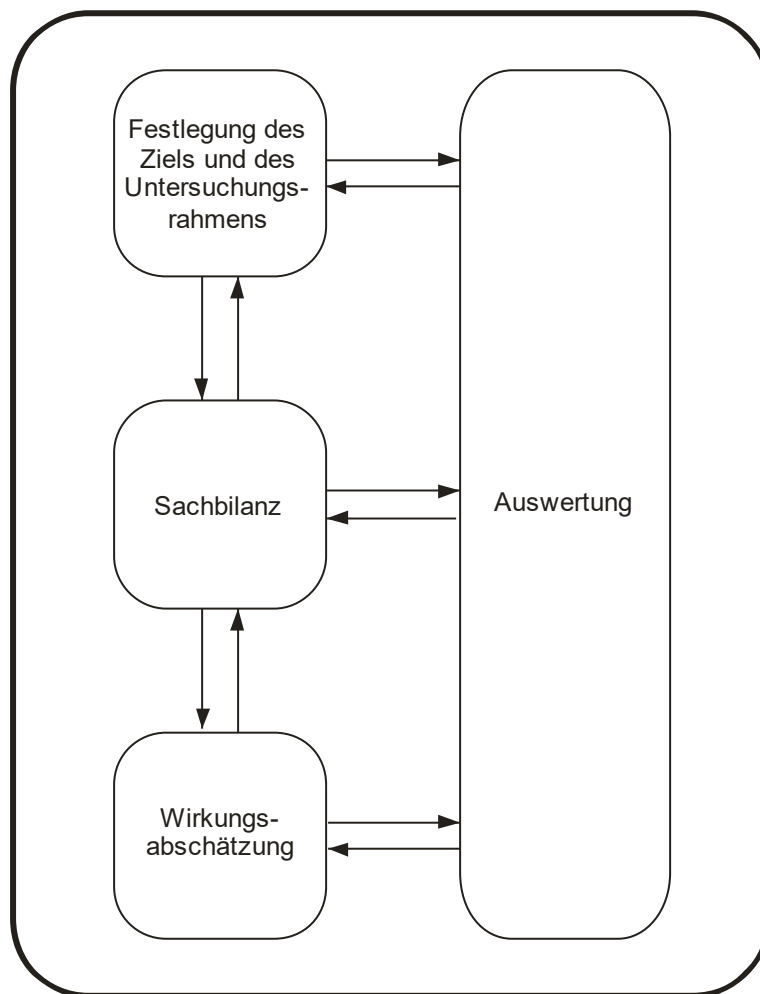 Festlegung des
Ziels und des
Untersuchungs-
rahmens
Sachbilanz
Auswertung
Wirkungs-
abschätzung